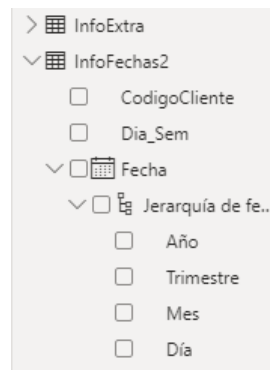 InfoExtra
InfoFechas2
CodigoCliente
Dia_Sem
Fecha
Jerarquía de fe..
Año
Trimestre
Mes
Día